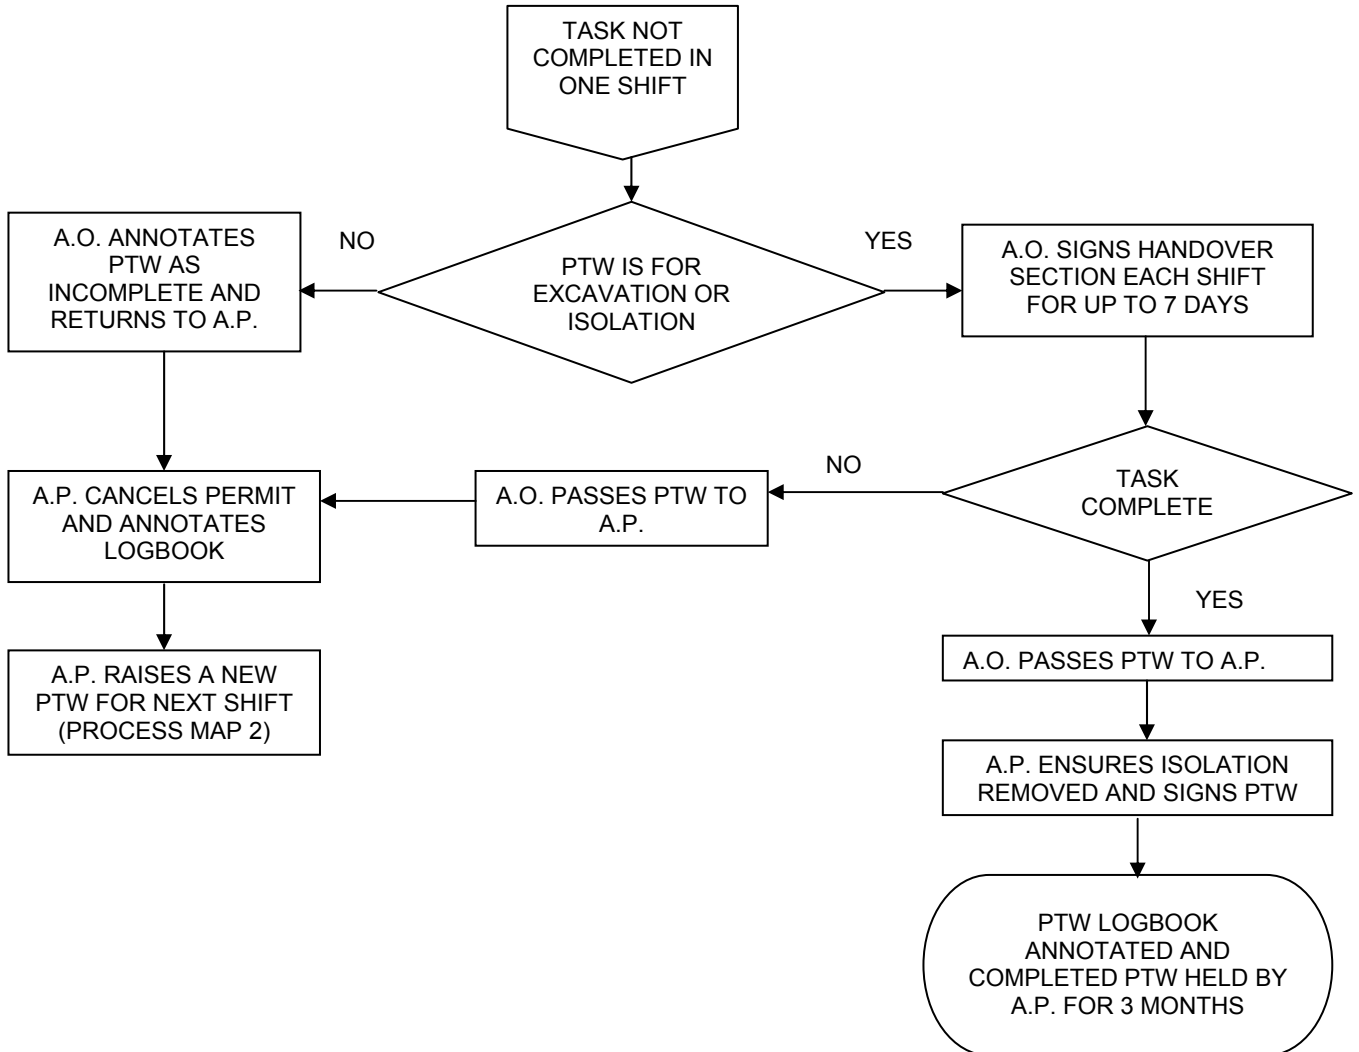 TASK NOT
COMPLETED IN
ONE SHIFT
PTW IS FOR
EXCAVATION OR
ISOLATION
NO
YES
A.O. ANNOTATES
PTW AS
INCOMPLETE AND
RETURNS TO A.P.
A.O. SIGNS HANDOVER
SECTION EACH SHIFT
FOR UP TO 7 DAYS
TASK
COMPLETE
NO
A.O. PASSES PTW TO
A.P.
A.P. CANCELS PERMIT
AND ANNOTATES
LOGBOOK
A.P. RAISES A NEW
PTW FOR NEXT SHIFT
(PROCESS MAP 2)
YES
A.O. PASSES PTW TO A.P.
A.P. ENSURES ISOLATION
REMOVED AND SIGNS PTW
PTW LOGBOOK
ANNOTATED AND
COMPLETED PTW HELD BY
A.P. FOR 3 MONTHS